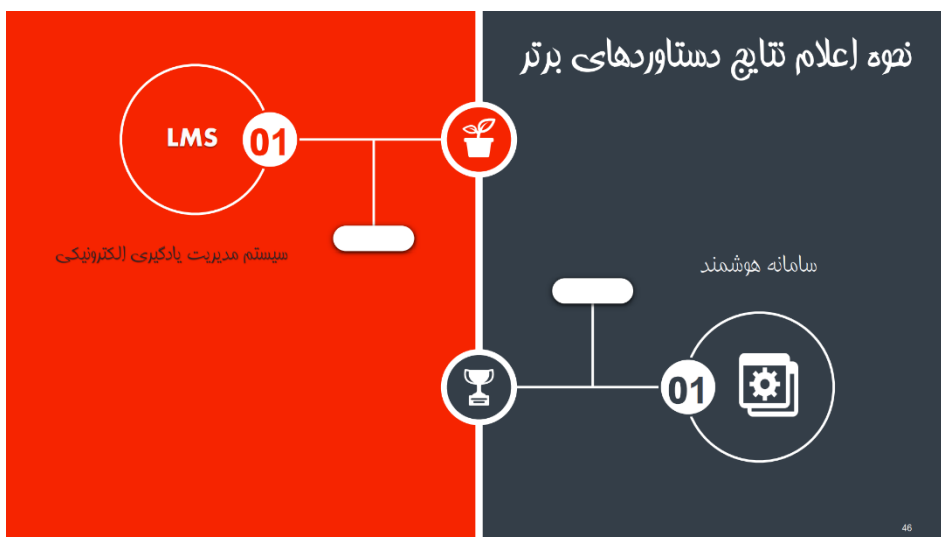 نحوه اعلام نتایج دستاوردهای برتر
LMS
01
سیستم مدیریت یادگیری الکترونیکی
سامانه هوشمند
01
46